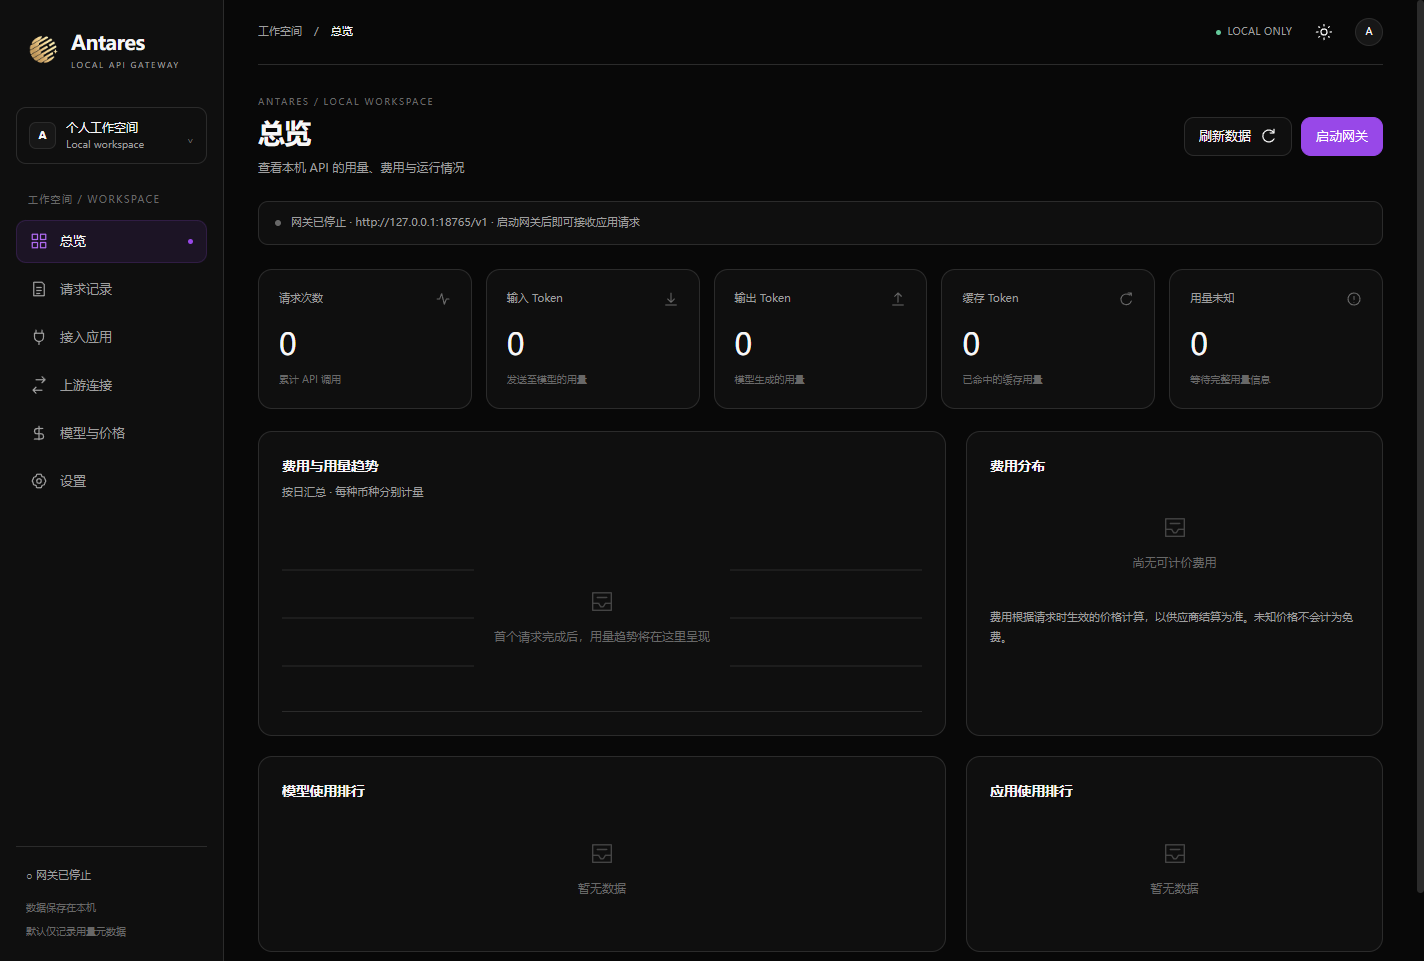 Antares
LOCAL API GATEWAY
A
个人工作空间
Local workspace
工作空间 / WORKSPACE
总览
请求记录
接入应用
上游连接
模型与价格
设置
○ 网关已停止
数据保存在本机
默认仅记录用量元数据
工作空间 / 总览
LOCAL ONLY
A
ANTARES / LOCAL WORKSPACE
总览
查看本机 API 的用量、费用与运行情况
刷新数据
启动网关
网关已停止 · http://127.0.0.1:18765/v1 · 启动网关后即可接收应用请求
请求次数
0
累计 API 调用
输入 Token
0
发送至模型的用量
输出 Token
0
模型生成的用量
缓存 Token
0
已命中的缓存用量
用量未知
0
等待完整用量信息
费用与用量趋势
按日汇总 · 每种币种分别计量
首个请求完成后，用量趋势将在这里呈现
费用分布
尚无可计价费用
费用根据请求时生效的价格计算，以供应商结算为准。未知价格不会计为免
费。
模型使用排行
暂无数据
应用使用排行
暂无数据